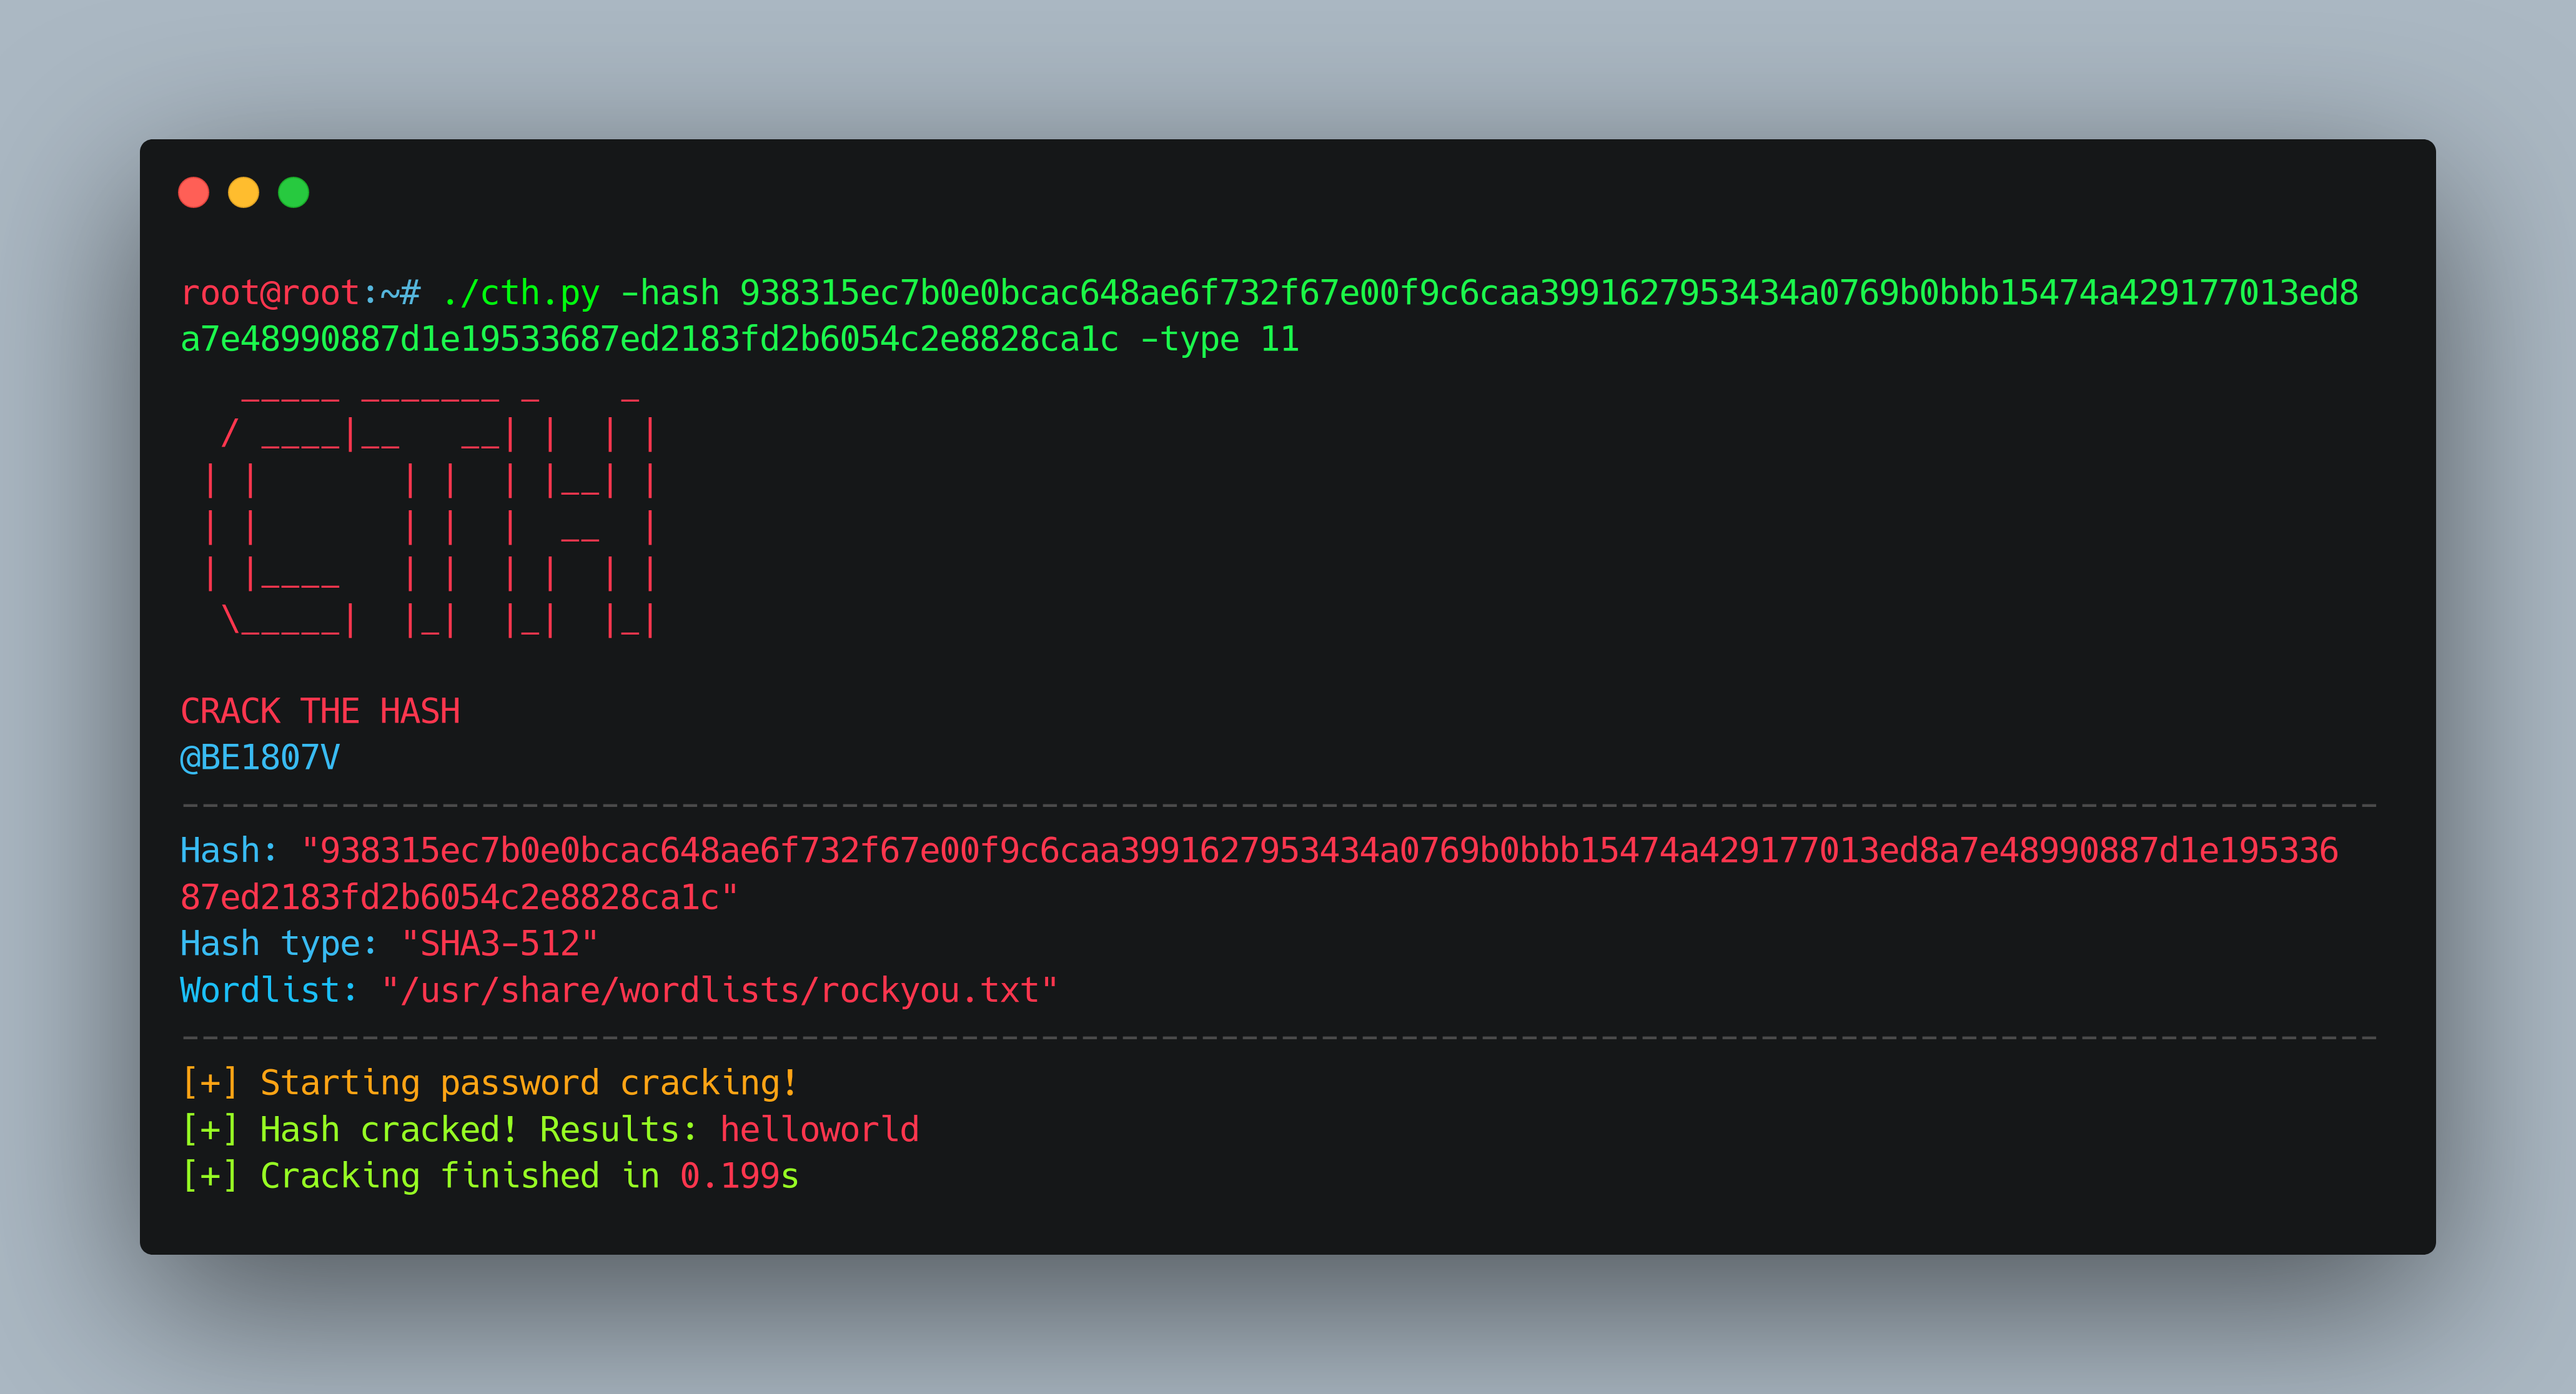 root@root:~# ./cth.py -hash 938315ec7b0e0bcac648ae6f732f67e00f9c6caa3991627953434a0769b0bbb15474a429177013ed8
a7e48990887d1e19533687ed2183fd2b6054c2e8828ca1c -type 11
   _____ _______ _    _
  / ____|__   __| |  | |
 | |       | |  | |__| |
 | |       | |  |  __  |
 | |____   | |  | |  | |
  \_____|  |_|  |_|  |_|
CRACK THE HASH
@BE1807V
--------------------------------------------------------------------------------------------------------------
Hash: "938315ec7b0e0bcac648ae6f732f67e00f9c6caa3991627953434a0769b0bbb15474a429177013ed8a7e48990887d1e195336
87ed2183fd2b6054c2e8828ca1c"
Hash type: "SHA3-512"
Wordlist: "/usr/share/wordlists/rockyou.txt"
--------------------------------------------------------------------------------------------------------------
[+] Starting password cracking!
[+] Hash cracked! Results: helloworld
[+] Cracking finished in 0.199s